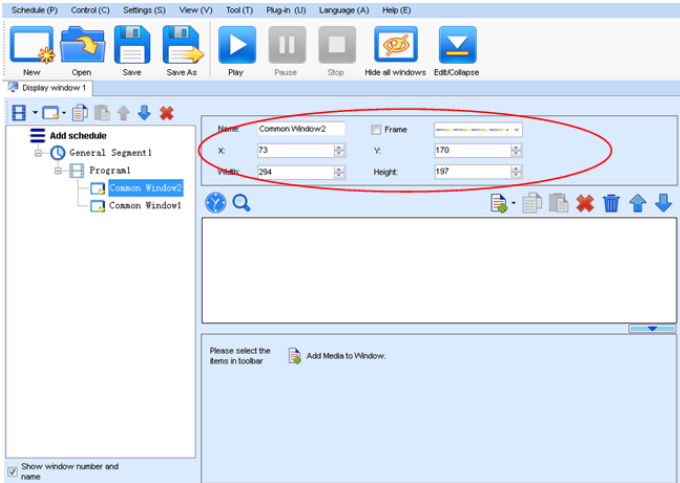 Schedule (P) Control (C) Settings (S) View (V) Tool (T) Plug-in (U) Language (A) Help (E)
New Open Save Save As Play Pause Stop Hide all windows Edit/Collapse
Display window 1
Add schedule
General Segment1
Program1
Common Window2
Common Window1
Name: Common Window2 Frame
X: 73 Y: 170
Width: 294 Height: 197
Please select the
items in toolbar
Add Media to Window.
Show window number and
name